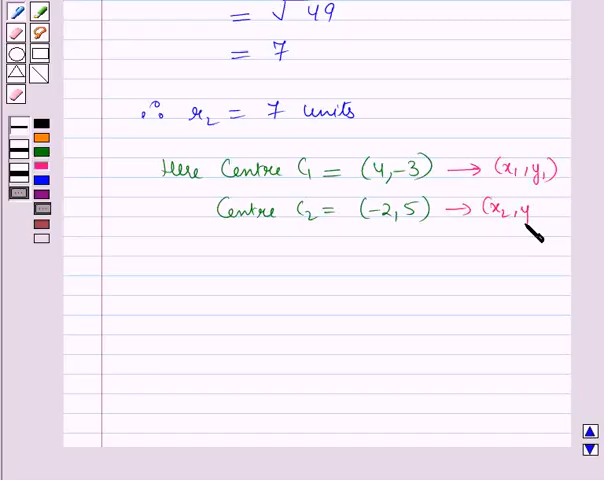 = √49
= 7
∴ r₂ = 7 units
Here Centre C₁ = (4,-3) → (x₁,y₁)
Centre C₂ = (-2,5) → (x₂,y